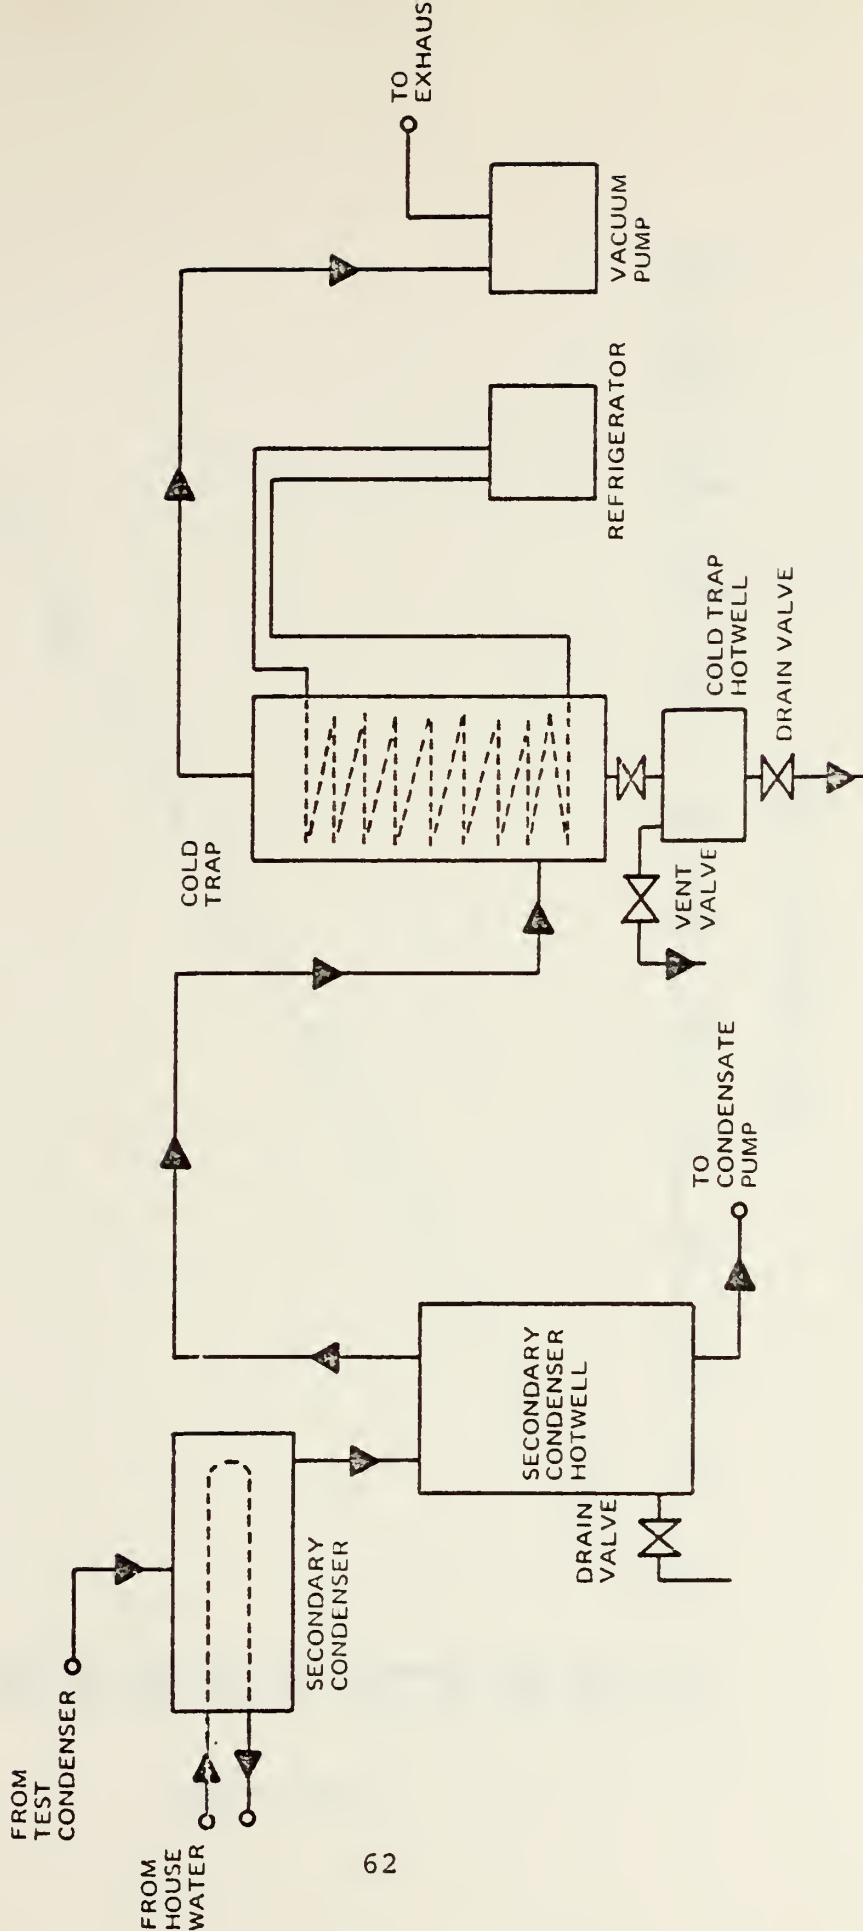 FROM
TEST
CONDENSER
FROM
HOUSE
WATER
SECONDARY
CONDENSER
DRAIN
VALVE
SECONDARY
CONDENSER
HOTWELL
TO
CONDENSATE
PUMP
COLD
TRAP
VENT
VALVE
COLD TRAP
HOTWELL
DRAIN VALVE
REFRIGERATOR
VACUUM
PUMP
TO
EXHAUS
62